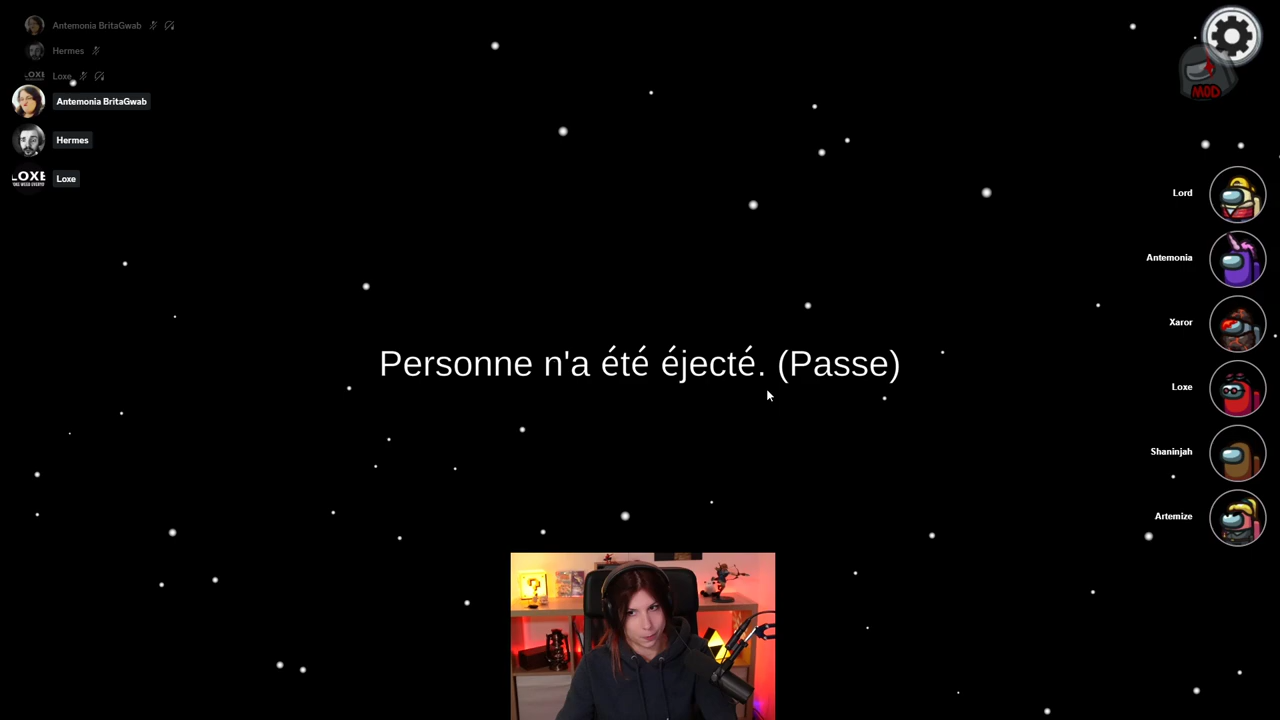 Antemonia BritaGwab
Hermes
Loxe
Antemonia BritaGwab
Hermes
LOXE
Loxe
MOD
Lord
Antemonia
Xaror
Loxe
Shaninjah
Artemize
Personne n'a été éjecté. (Passe)
?